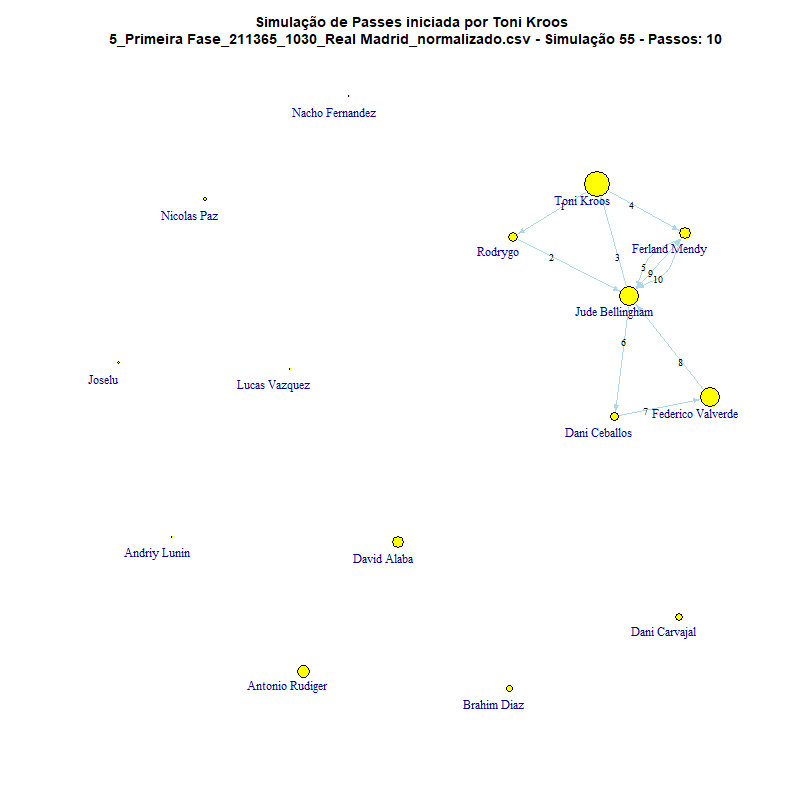 Simulação de Passes iniciada por Toni Kroos
5_Primeira Fase_211365_1030_Real Madrid_normalizado.csv - Simulação 55 - Passos: 10
Nacho Fernandez
Toni Kroos
1
4
Nicolas Paz
Rodrygo
Ferland Mendy
2
3
5
9
10
Jude Bellingham
6
8
Joselu
Lucas Vazquez
7
Federico Valverde
Dani Ceballos
Andriy Lunin
David Alaba
Dani Carvajal
Antonio Rudiger
Brahim Diaz